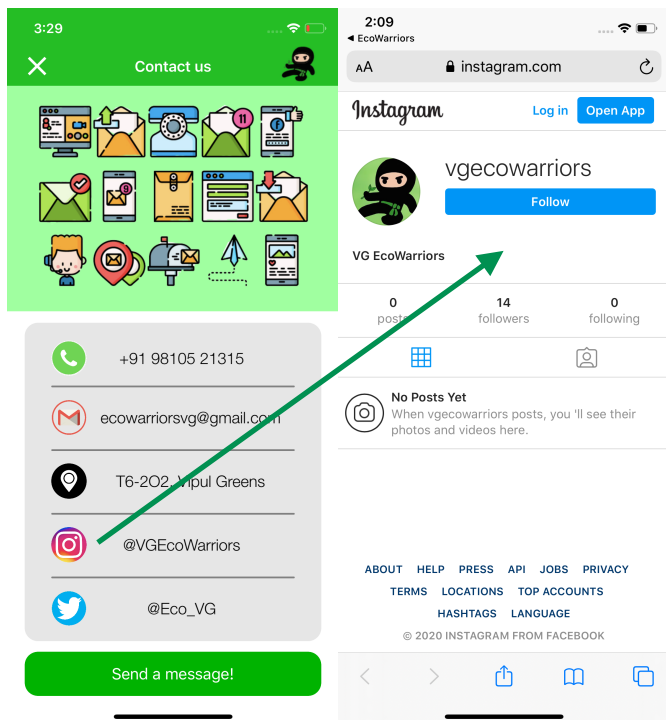 3:29
Contact us
11
9
+91 98105 21315
ecowarriorsvg@gmail.com
T6-202, Vipul Greens
@VGEcoWarriors
@Eco_VG
Send a message!
2:09
◀ EcoWarriors
AA
instagram.com
Instagram
Log in
Open App
vgecowarriors
Follow
VG EcoWarriors
0
posts
14
followers
0
following
No Posts Yet
When vgecowarriors posts, you 'll see their
photos and videos here.
ABOUT HELP PRESS API JOBS PRIVACY
TERMS LOCATIONS TOP ACCOUNTS
HASHTAGS LANGUAGE
© 2020 INSTAGRAM FROM FACEBOOK